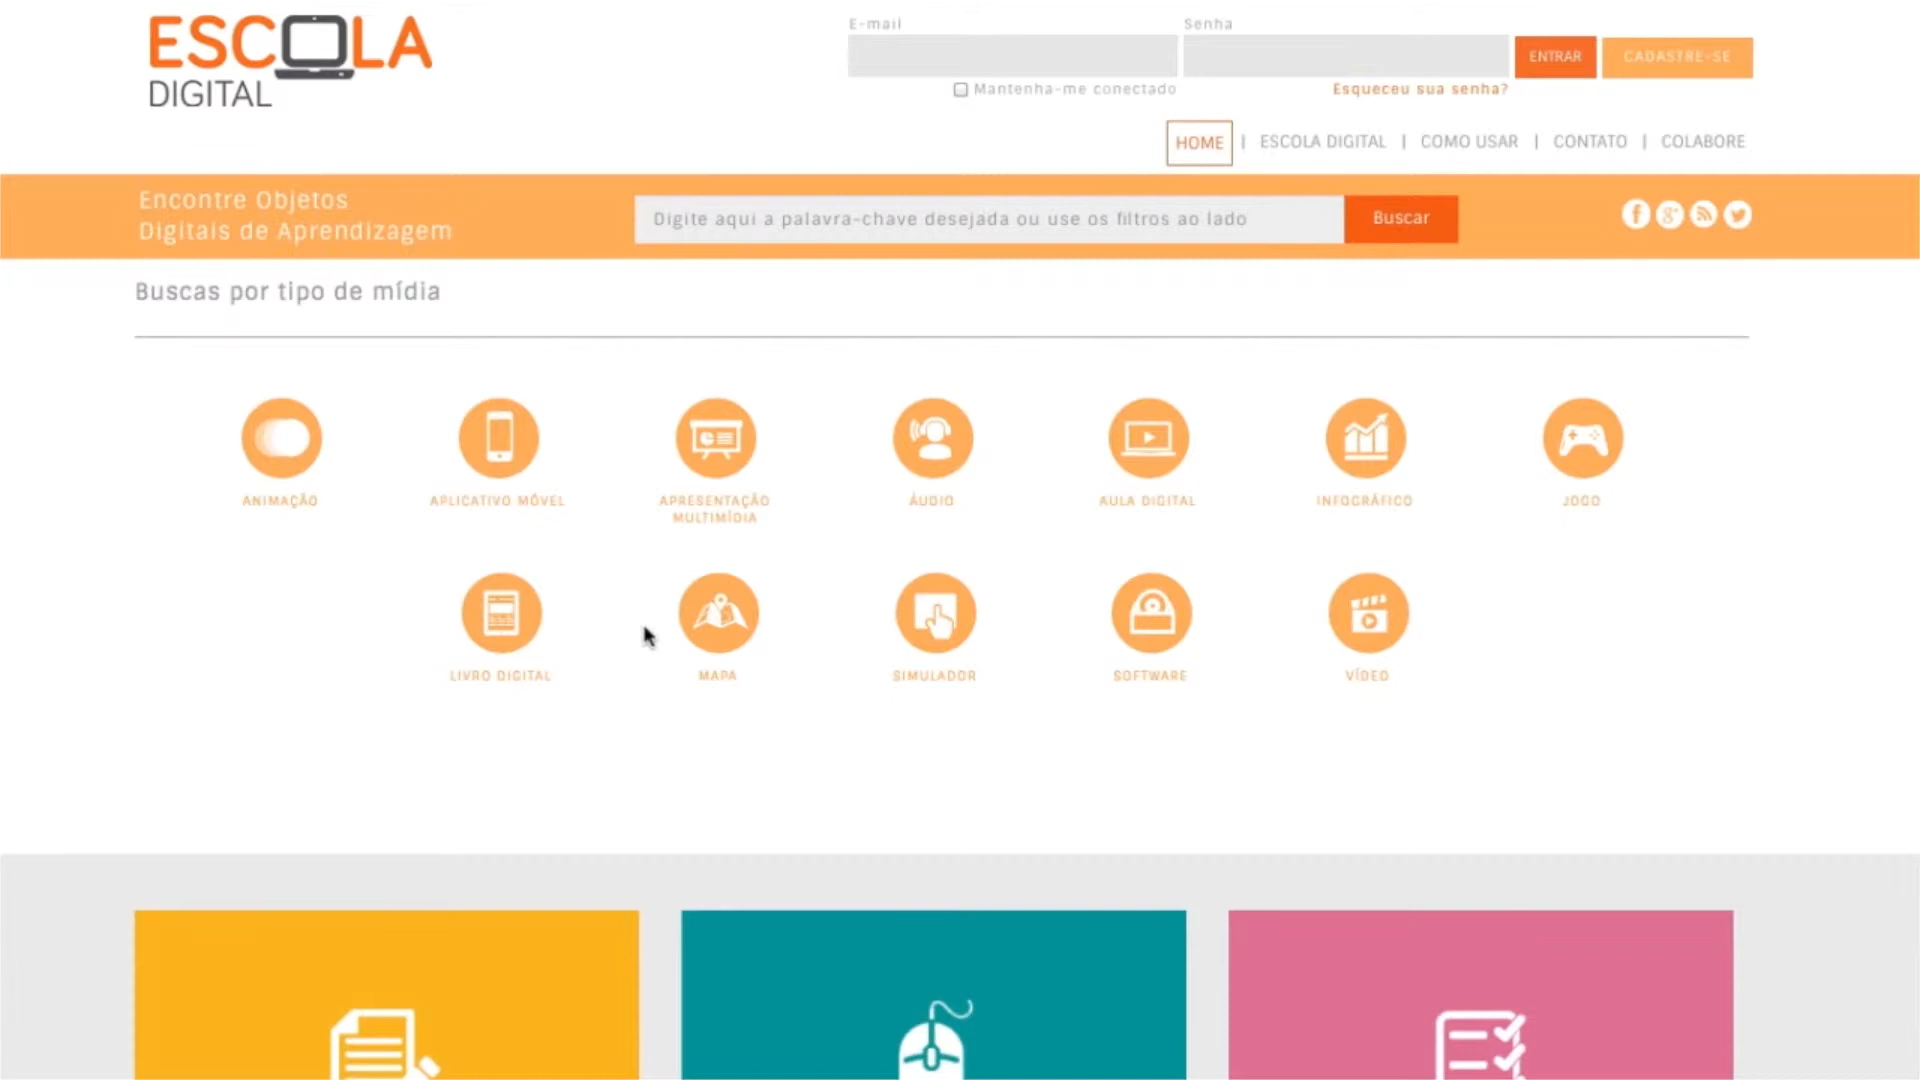 ESCOLA
DIGITAL
E-mail
Senha
ENTRAR
CADASTRE-SE
Mantenha-me conectado
Esqueceu sua senha?
HOME | ESCOLA DIGITAL | COMO USAR | CONTATO | COLABORE
Encontre Objetos
Digitais de Aprendizagem
Digite aqui a palavra-chave desejada ou use os filtros ao lado
Buscar
Buscas por tipo de mídia
ANIMAÇÃO
APLICATIVO MÓVEL
APRESENTAÇÃO
MULTIMÍDIA
ÁUDIO
AULA DIGITAL
INFOGRÁFICO
JOGO
LIVRO DIGITAL
MAPA
SIMULADOR
SOFTWARE
VÍDEO